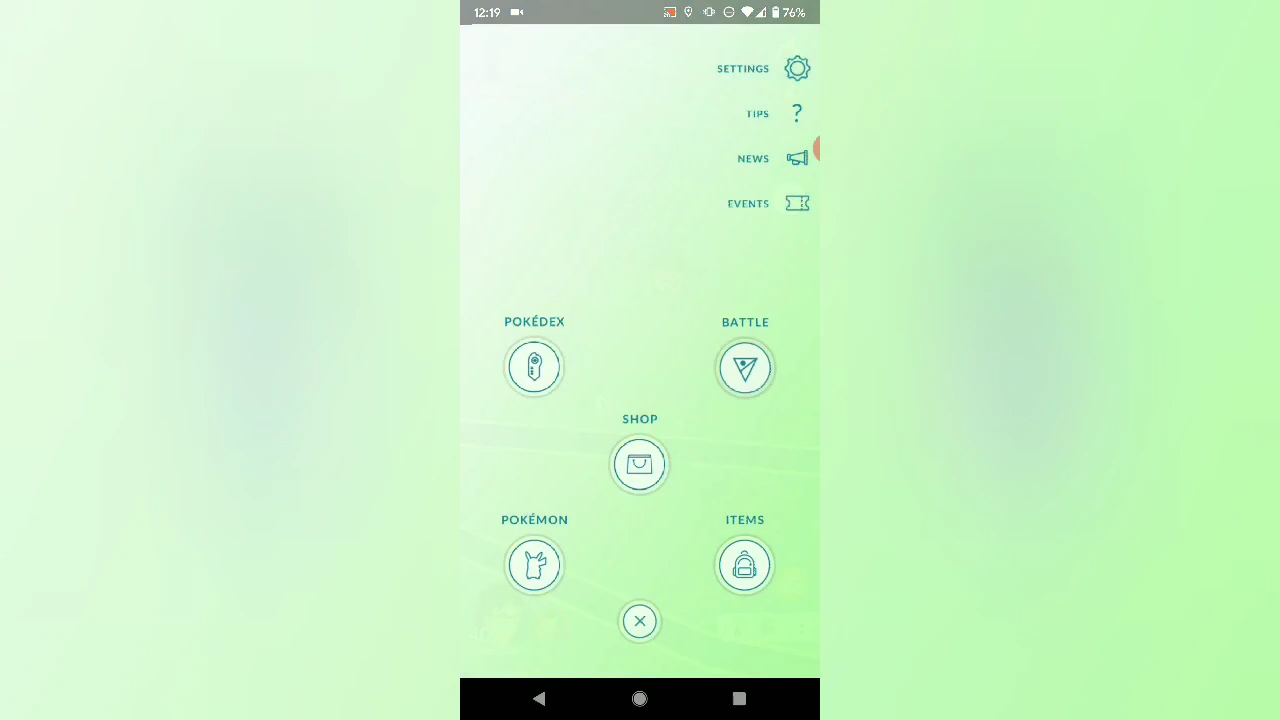 12:19
76%
SETTINGS
TIPS
?
NEWS
EVENTS
POKÉDEX
BATTLE
SHOP
POKÉMON
ITEMS